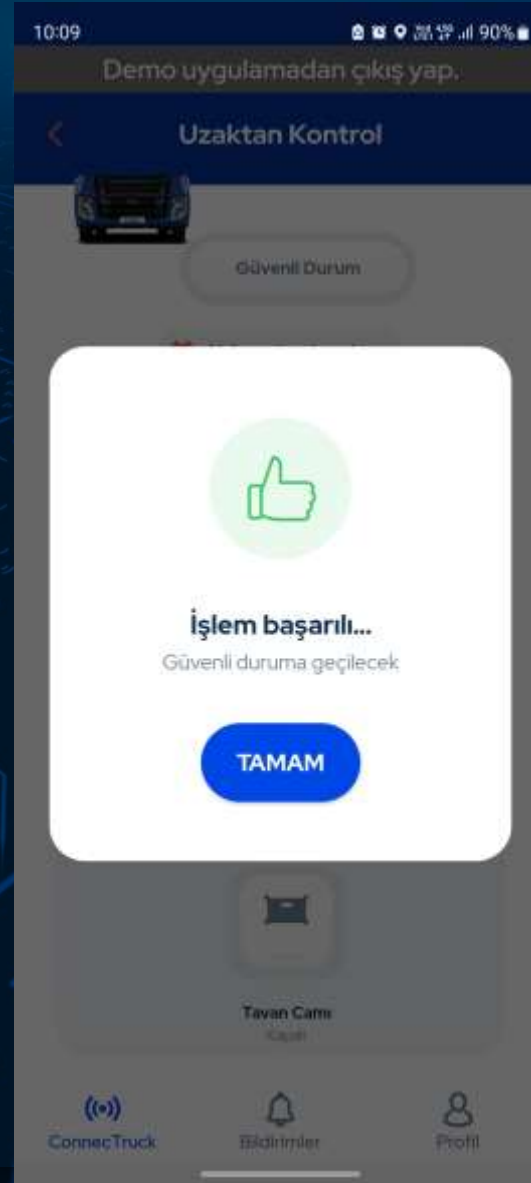 10:09
90%
Demo uygulamadan çıkış yap.
Uzaktan Kontrol
Güvenli Durum
İşlem başarılı...
Güvenli duruma geçilecek
TAMAM
Tavan Camı
Kapalı
ConnecTruck
Bildirimler
Profil